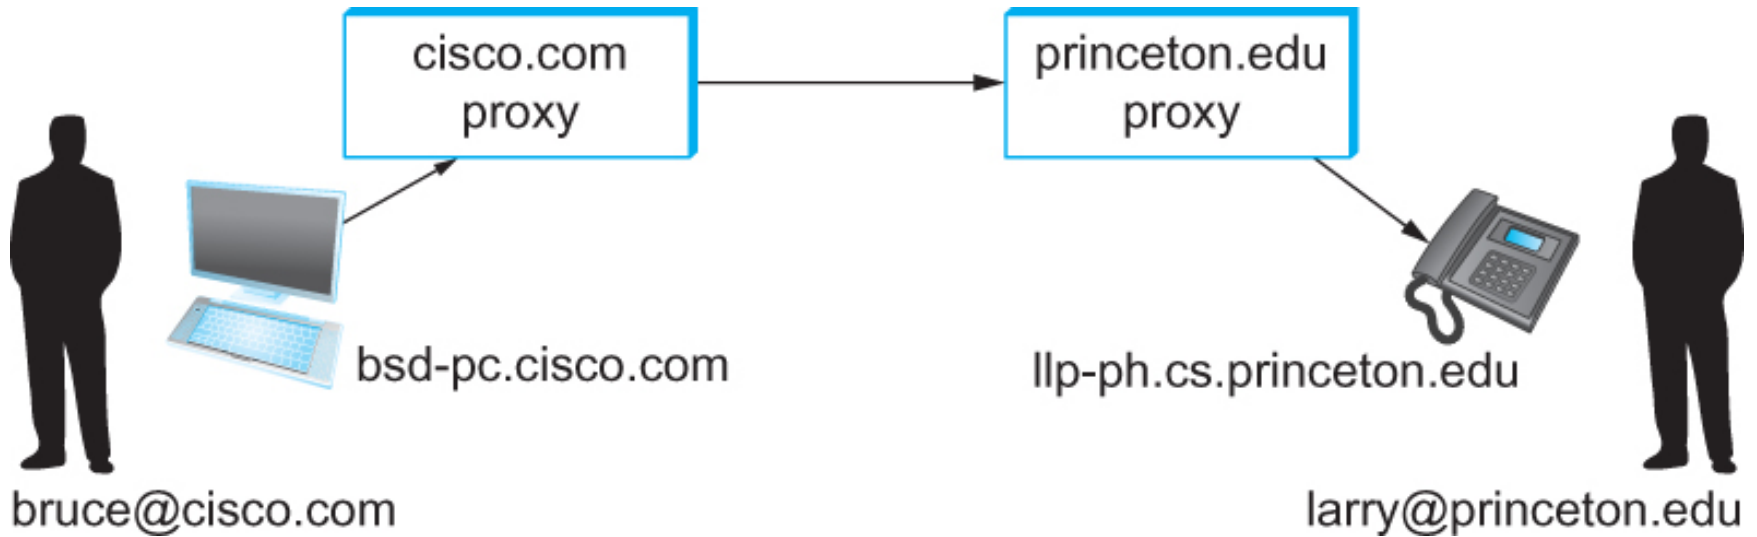 cisco.com
proxy
princeton.edu
proxy
bsd-pc.cisco.com
llp-ph.cs.princeton.edu
bruce@cisco.com
larry@princeton.edu